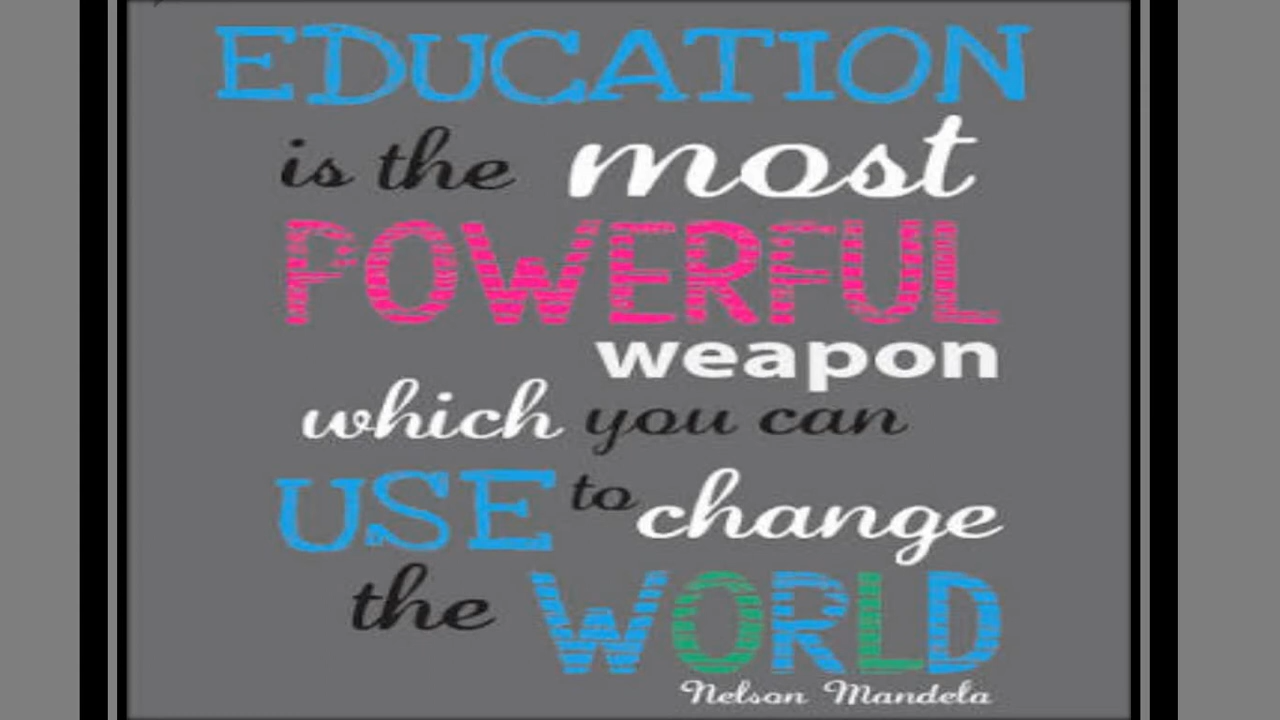 EDUCATION
is the most
POWERFUL
weapon
which you can
USE to change
the WORLD
Nelson Mandela